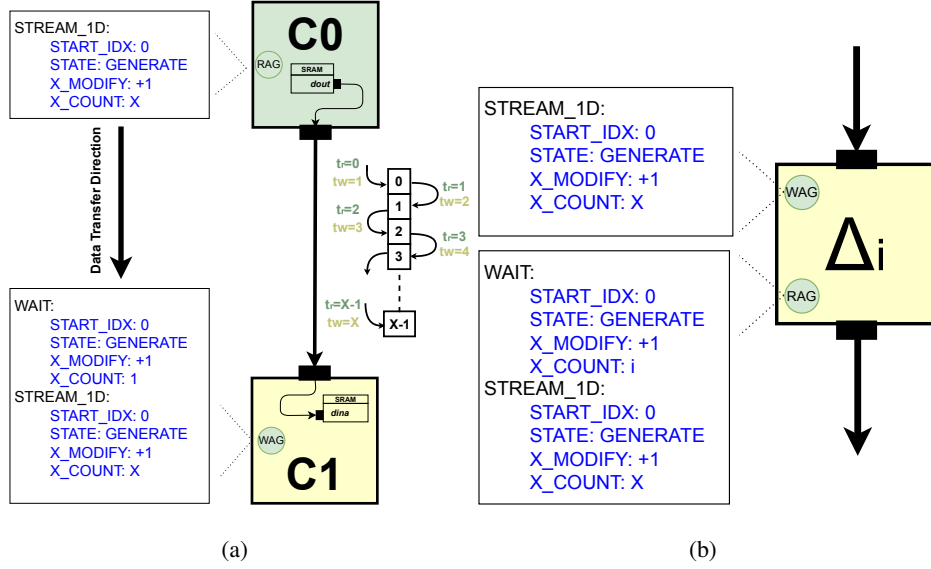 STREAM_1D:
START_IDX: 0
STATE: GENERATE
X_MODIFY: +1
X_COUNT: X
C0
RAG
SRAM
dout
Data Transfer Direction
tᵣ=0
tw=1
0
tᵣ=1
tw=2
1
tᵣ=2
tw=3
2
tᵣ=3
tw=4
3
tᵣ=X-1
tw=X
X-1
WAIT:
START_IDX: 0
STATE: GENERATE
X_MODIFY: +1
X_COUNT: 1
STREAM_1D:
START_IDX: 0
STATE: GENERATE
X_MODIFY: +1
X_COUNT: X
SRAM
dina
WAG
C1
(a)
STREAM_1D:
START_IDX: 0
STATE: GENERATE
X_MODIFY: +1
X_COUNT: X
WAG
Δi
RAG
WAIT:
START_IDX: 0
STATE: GENERATE
X_MODIFY: +1
X_COUNT: i
STREAM_1D:
START_IDX: 0
STATE: GENERATE
X_MODIFY: +1
X_COUNT: X
(b)